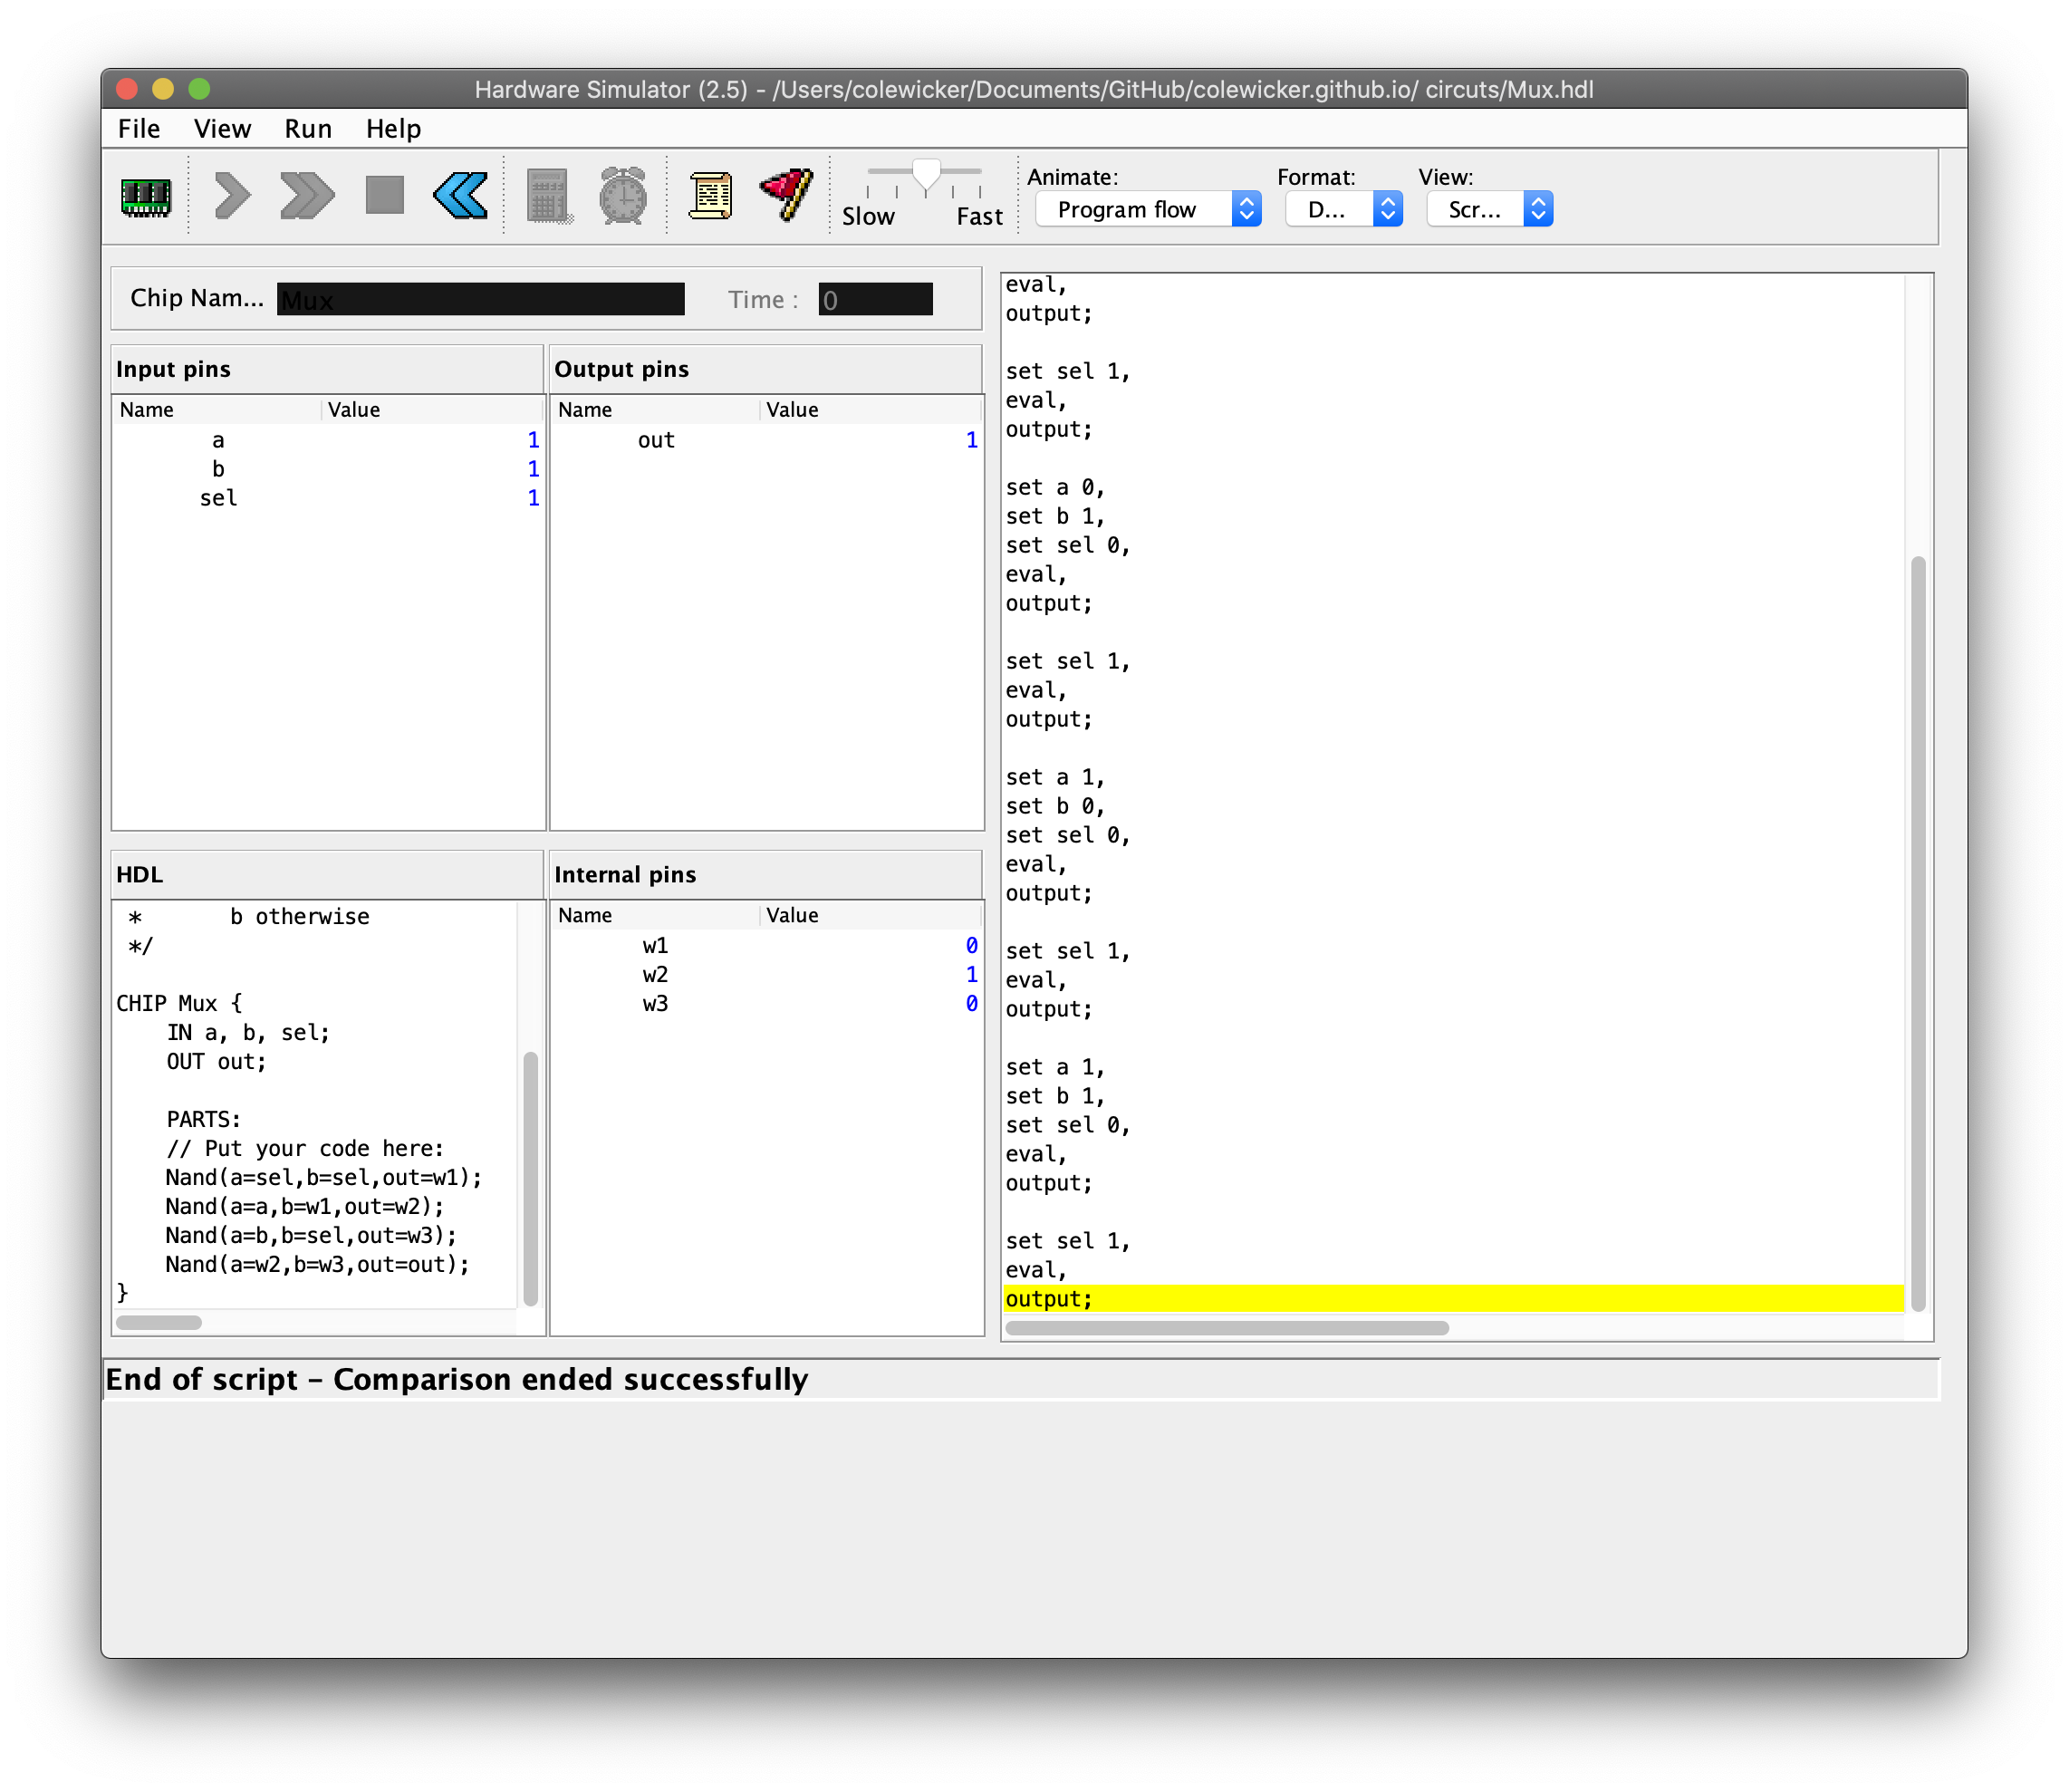 Hardware Simulator (2.5) - /Users/colewicker/Documents/GitHub/colewicker.github.io/ circuts/Mux.hdl
File View Run Help
Slow Fast
Animate:
Program flow
Format:
D...
View:
Scr...
Chip Nam... Mux Time : 0
Input pins
Name Value
a 1
b 1
sel 1
Output pins
Name Value
out 1
HDL
* b otherwise
*/
CHIP Mux {
IN a, b, sel;
OUT out;
PARTS:
// Put your code here:
Nand(a=sel,b=sel,out=w1);
Nand(a=a,b=w1,out=w2);
Nand(a=b,b=sel,out=w3);
Nand(a=w2,b=w3,out=out);
}
Internal pins
Name Value
w1 0
w2 1
w3 0
eval,
output;
set sel 1,
eval,
output;
set a 0,
set b 1,
set sel 0,
eval,
output;
set sel 1,
eval,
output;
set a 1,
set b 0,
set sel 0,
eval,
output;
set sel 1,
eval,
output;
set a 1,
set b 1,
set sel 0,
eval,
output;
set sel 1,
eval,
output;
End of script - Comparison ended successfully